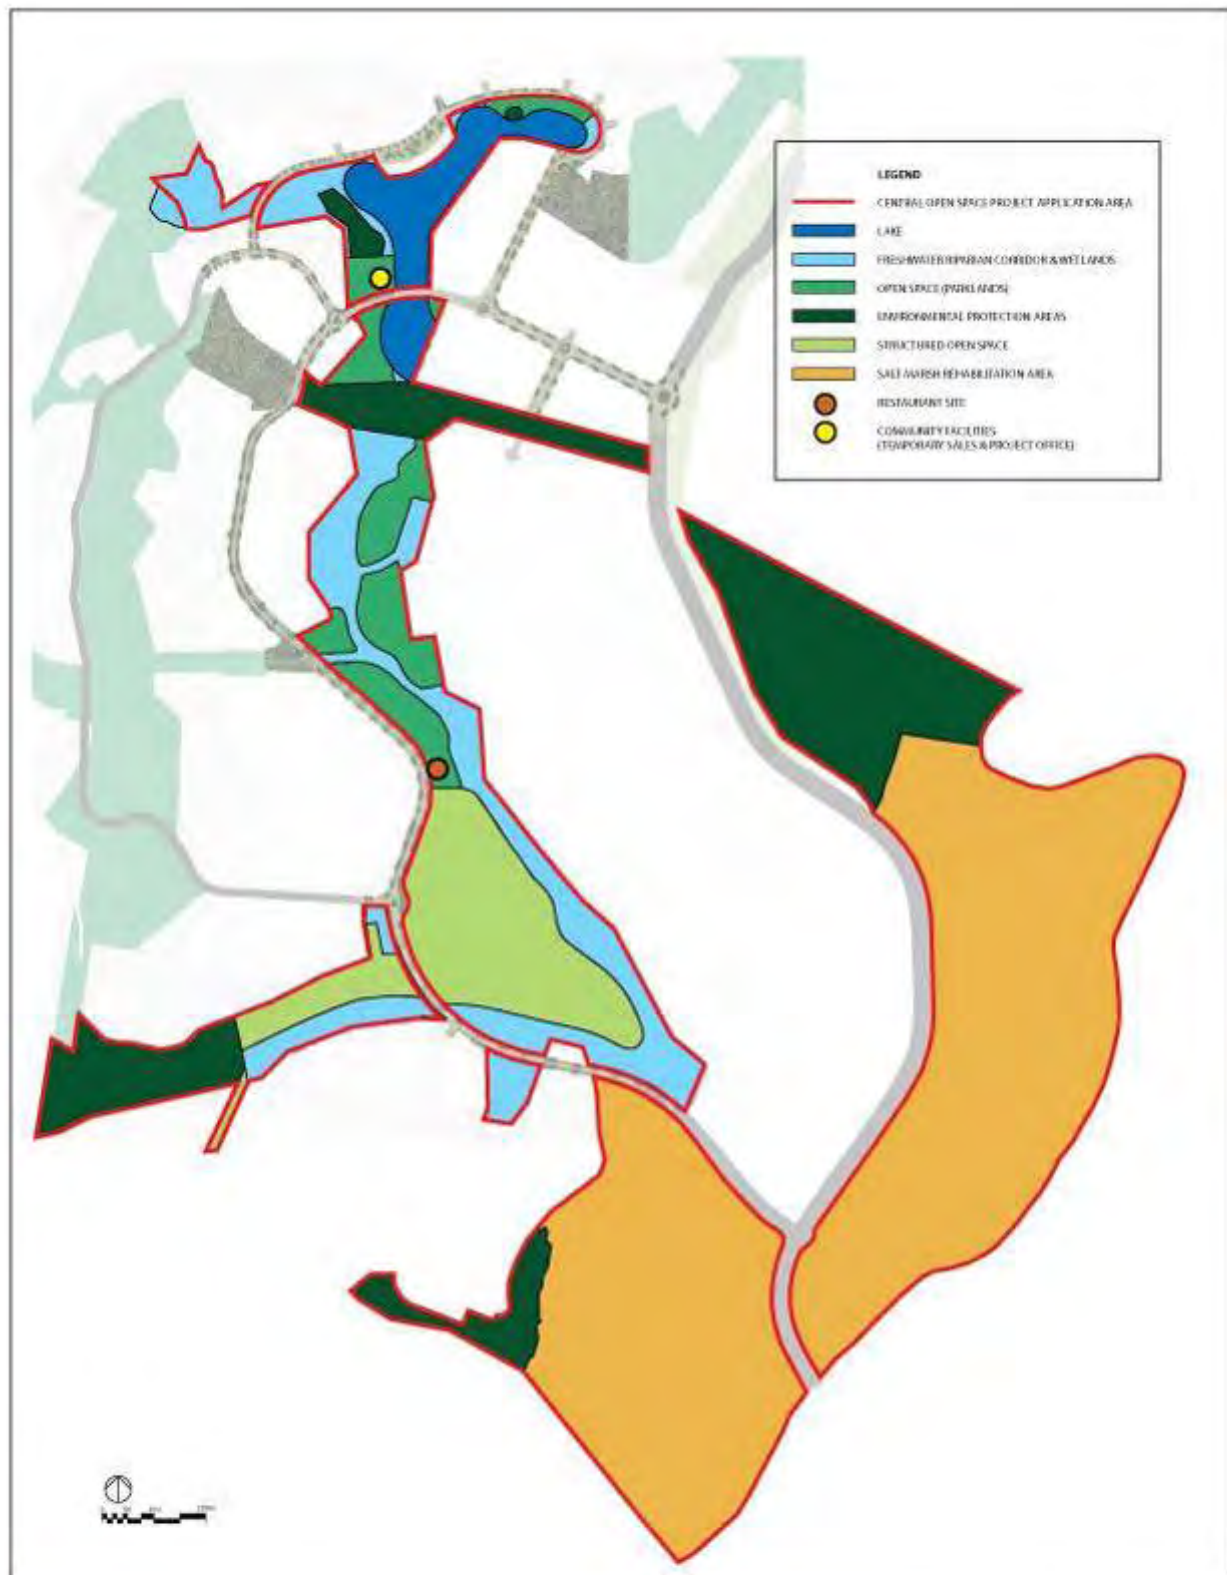 LEGEND
CENTRAL OPEN SPACE PROJECT APPLICATION AREA
LAKE
FRESHWATER RIPARIAN CORRIDOR & WETLANDS
OPEN SPACE (PARKLANDS)
ENVIRONMENTAL PROTECTION AREAS
STRUCTURED OPEN SPACE
SALT MARSH REHABILITATION AREA
RESTAURANT SITE
COMMUNITY FACILITIES
(TEMPORARY SALES & PROJECT OFFICE)